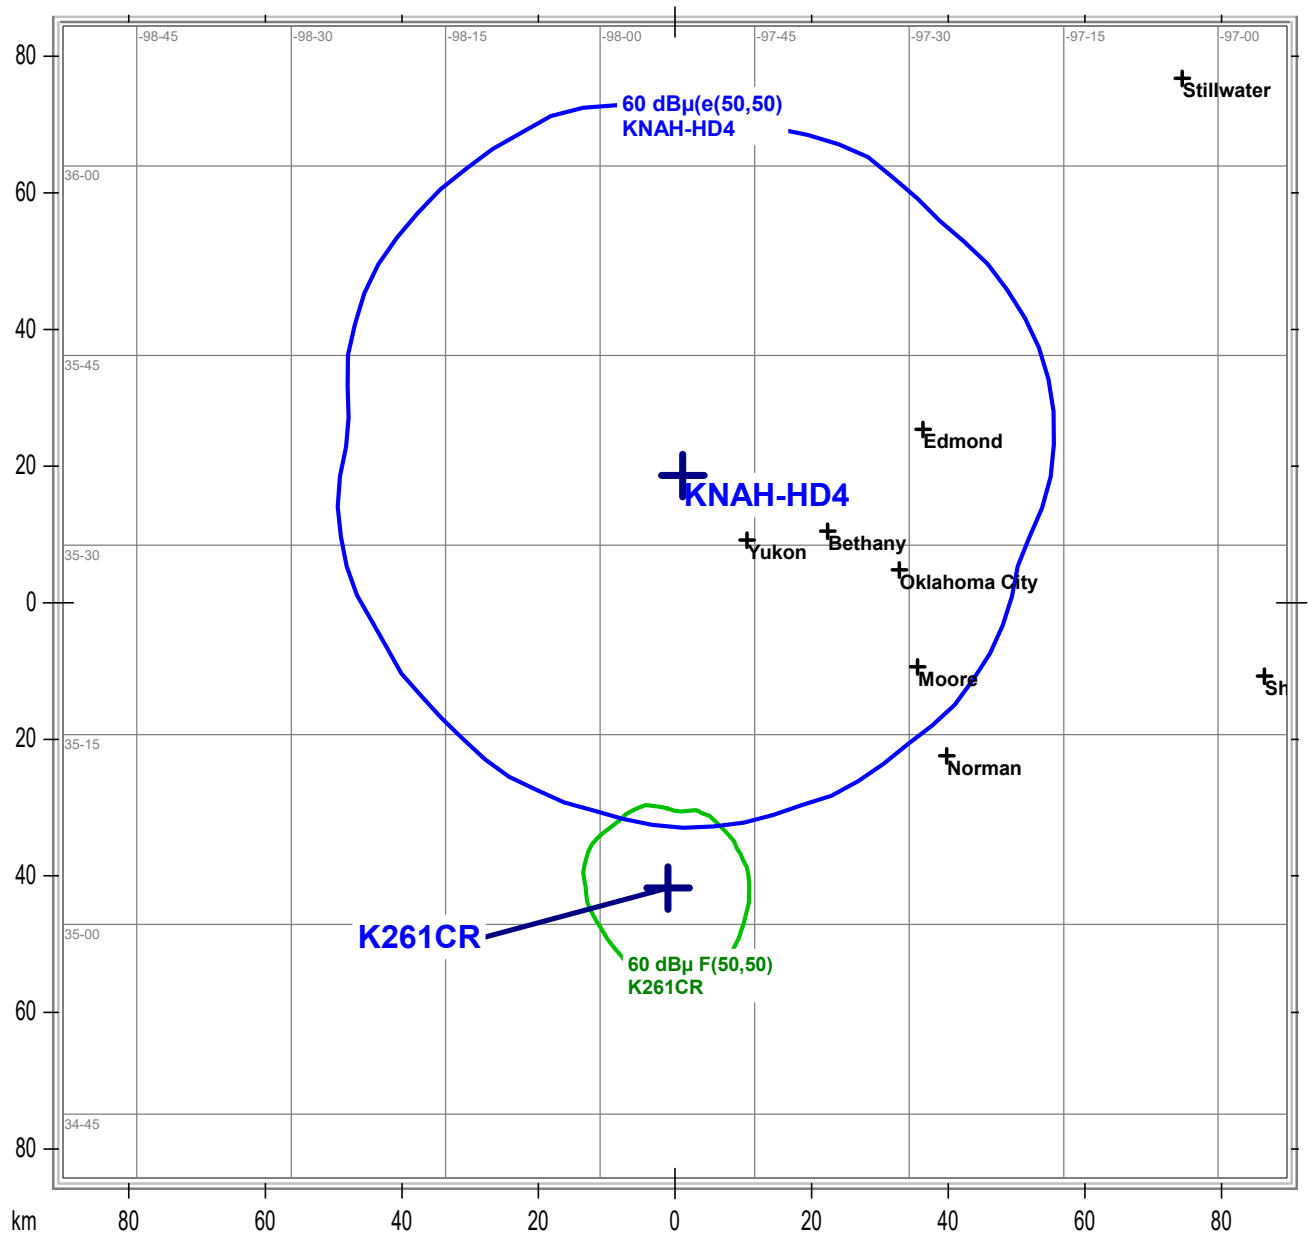 -98-45
-98-30
-98-15
-98-00
-97-45
-97-30
-97-15
-97-00
80
Stillwater
60 dBµ(e(50,50)
KNAH-HD4
36-00
60
40
35-45
Edmond
20
KNAH-HD4
Bethany
Yukon
35-30
Oklahoma City
0
Moore
Sh
20
35-15
Norman
40
35-00
K261CR
60 dBµ F(50,50)
K261CR
60
34-45
80
km
80
60
40
20
0
20
40
60
80